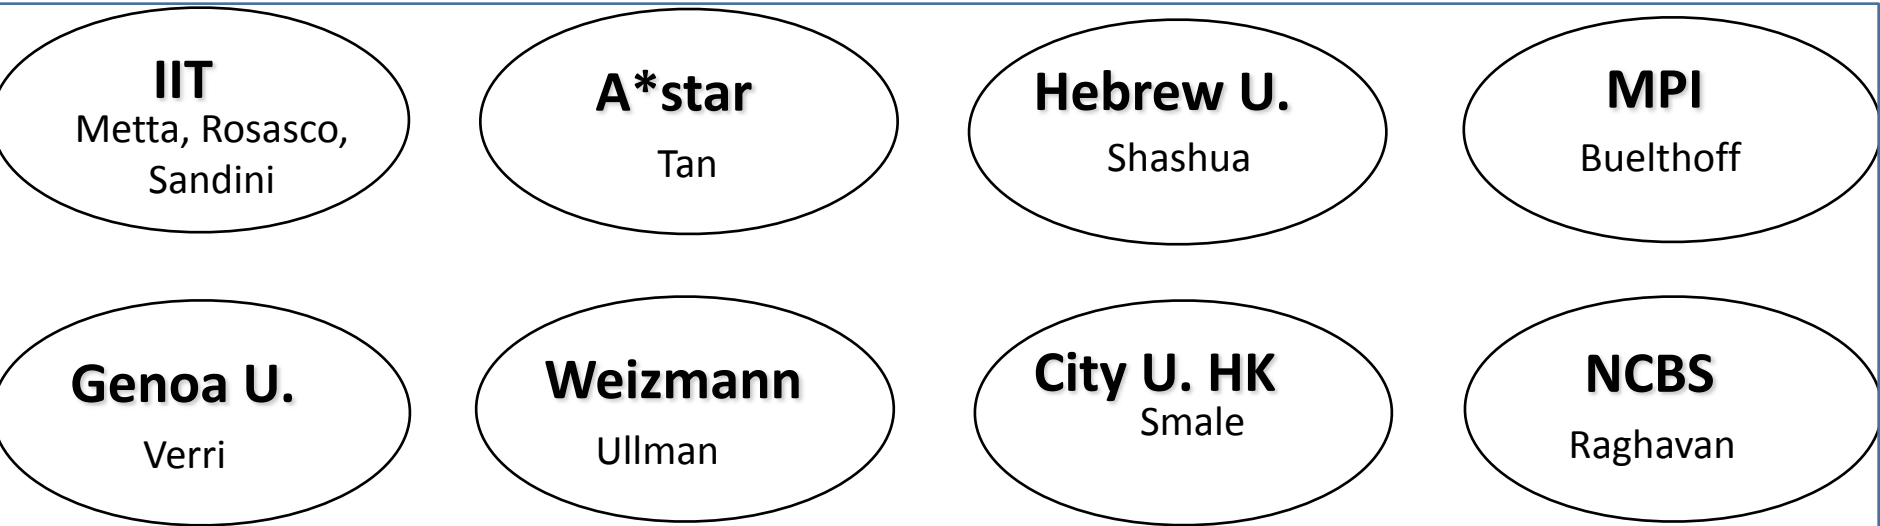 IIT
Metta, Rosasco,
Sandini
A*star
Tan
Hebrew U.
Shashua
MPI
Buelthoff
Genoa U.
Verri
Weizmann
Ullman
City U. HK
Smale
NCBS
Raghavan